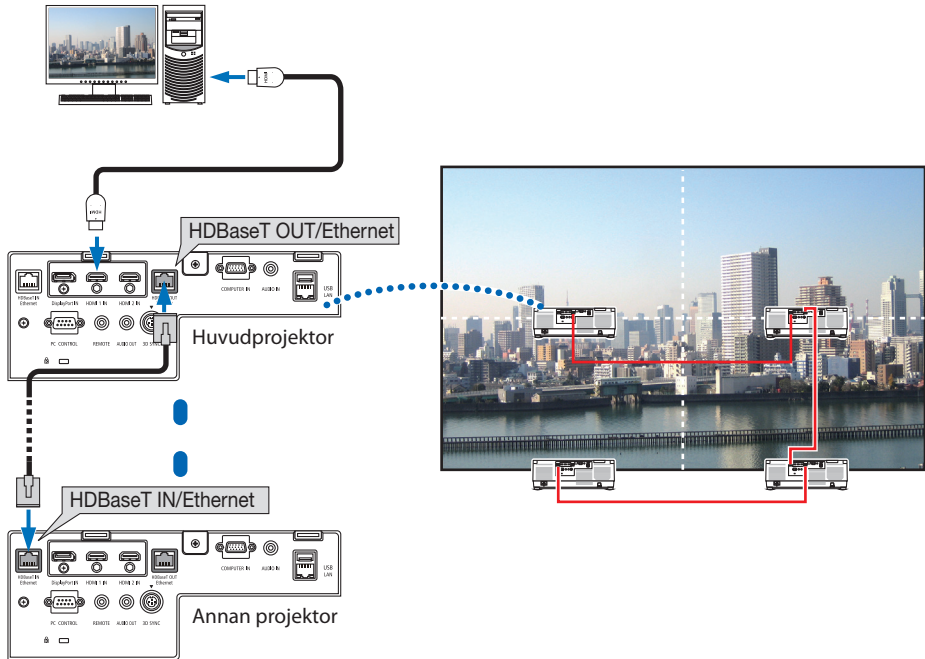 HDMI
HDMI
HDBaseT OUT/Ethernet
HDBaseT IN
Ethernet
DisplayPort IN
HDMI 1 IN
HDMI 2 IN
HDBaseT OUT
COMPUTER IN
AUDIO IN
USB
LAN
PC CONTROL
REMOTE
AUDIO OUT
3D SYNC
Huvudprojektor
HDBaseT IN/Ethernet
HDBaseT IN
Ethernet
DisplayPort IN
HDMI 1 IN
HDMI 2 IN
HDBaseT OUT
Ethernet
COMPUTER IN
AUDIO IN
USB
LAN
PC CONTROL
REMOTE
AUDIO OUT
3D SYNC
Annan projektor